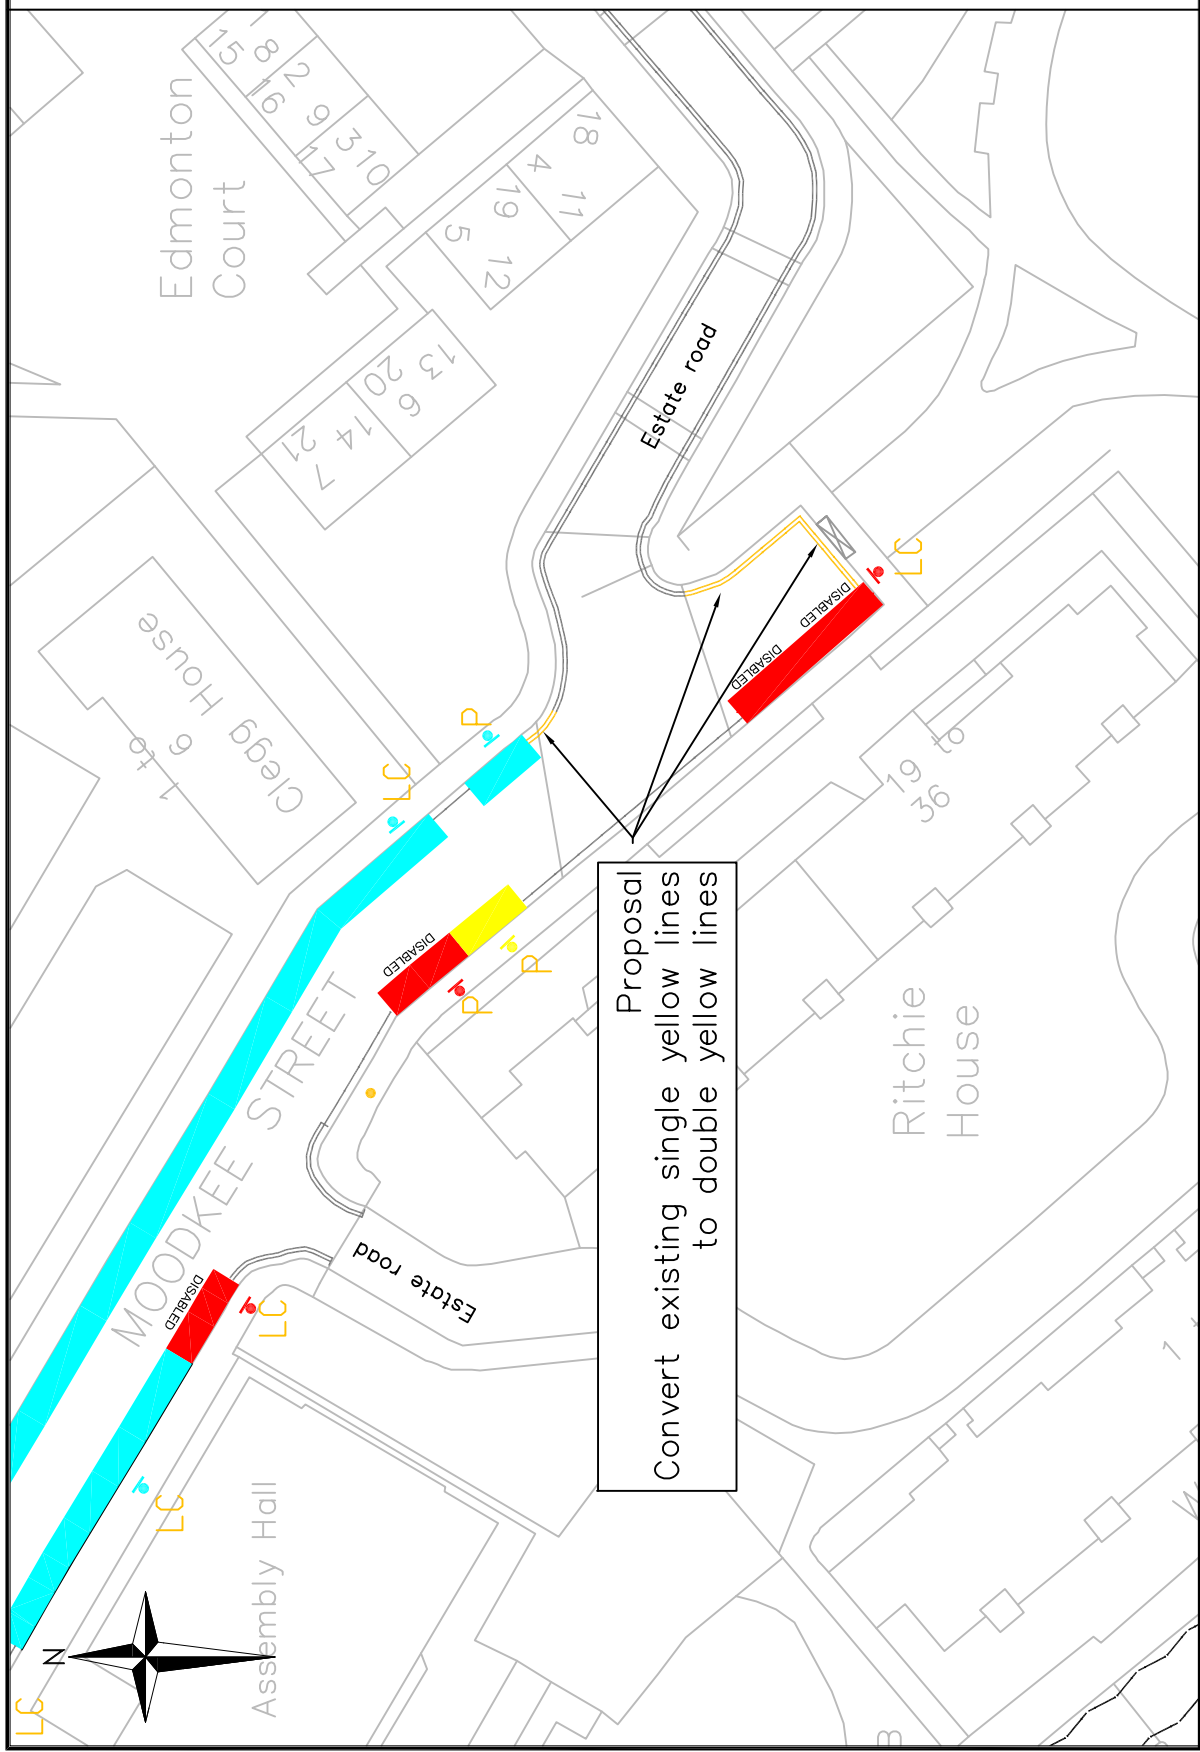 Edmonton
Court
15
8
2
16
9
3
17
10
18
4
11
19
5
12
13
20
6
14
21
7
Estate road
Clegg House
1 to
6
P
LC
LC
DISABLED
DISABLED
19 to
36
MOODKEE STREET
DISABLED
P
P
Proposal
Convert existing single yellow lines
to double yellow lines
Ritchie
House
Estate road
DISABLED
LC
LC
Assembly Hall
N
LC
1
W
B